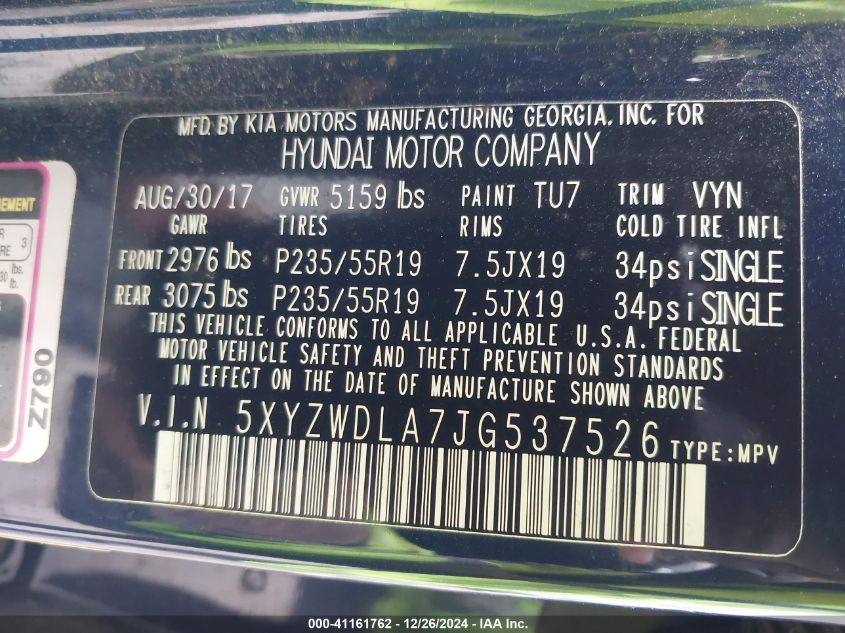 MFD BY KIA MOTORS MANUFACTURING GEORGIA, INC. FOR
HYUNDAI MOTOR COMPANY
AUG/30/17 GVWR 5159 lbs PAINT TU7 TRIM VYN
GAWR TIRES RIMS COLD TIRE INFL
FRONT 2976 lbs P235/55R19 7.5JX19 34psi SINGLE
REAR 3075 lbs P235/55R19 7.5JX19 34psi SINGLE
THIS VEHICLE CONFORMS TO ALL APPLICABLE U.S.A. FEDERAL
MOTOR VEHICLE SAFETY AND THEFT PREVENTION STANDARDS
IN EFFECT ON THE DATE OF MANUFACTURE SHOWN ABOVE
V.I.N 5XYZWDLA7JG537526 TYPE:MPV
3
lbs.
lb.
Z790
000-41161762 - 12/26/2024 - IAA Inc.